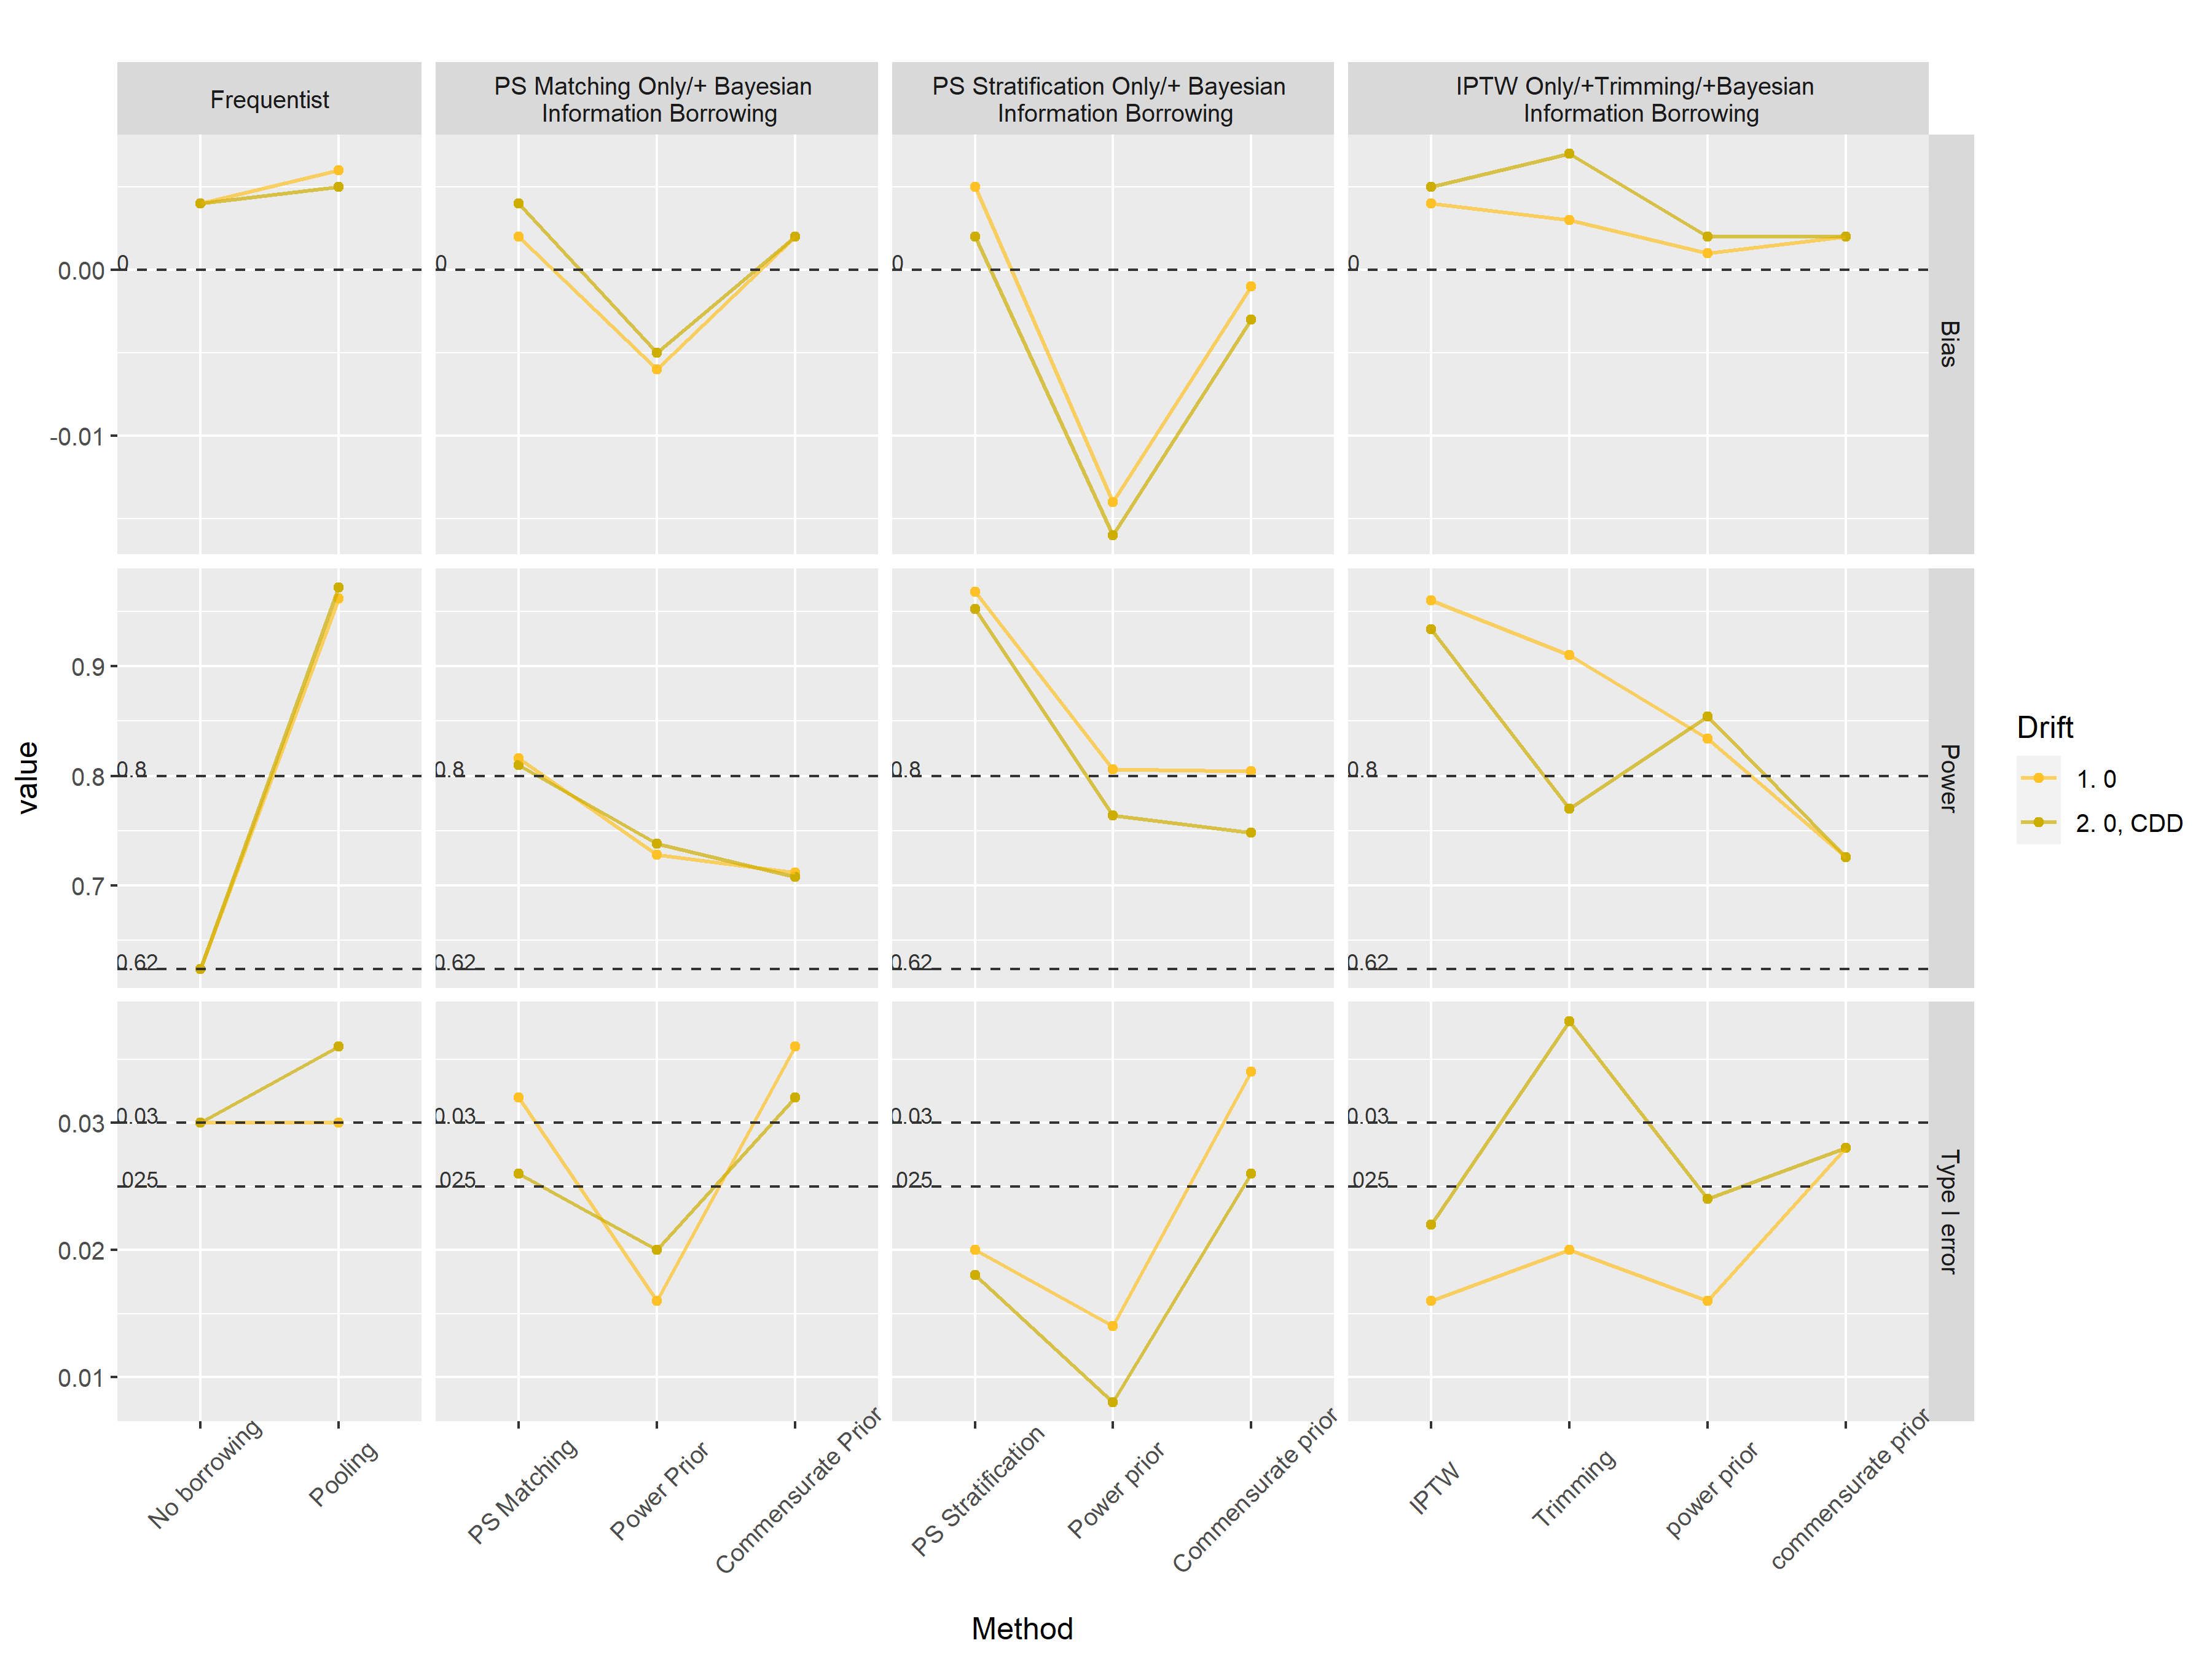 Frequentist
PS Matching Only/+ Bayesian
Information Borrowing
PS Stratification Only/+ Bayesian
Information Borrowing
IPTW Only/+Trimming/+Bayesian
Information Borrowing
0.00
-0.01
0
0
0
0
Bias
0.9
0.8
0.7
0.8
0.8
0.8
0.8
0.62
0.62
0.62
0.62
Power
value
0.03
0.02
0.01
0.03
0.03
0.03
0.03
025
025
025
025
Type I error
No borrowing
Pooling
PS Matching
Power Prior
Commensurate Prior
PS Stratification
Power prior
Commensurate prior
IPTW
Trimming
power prior
commensurate prior
Method
Drift
1. 0
2. 0, CDD